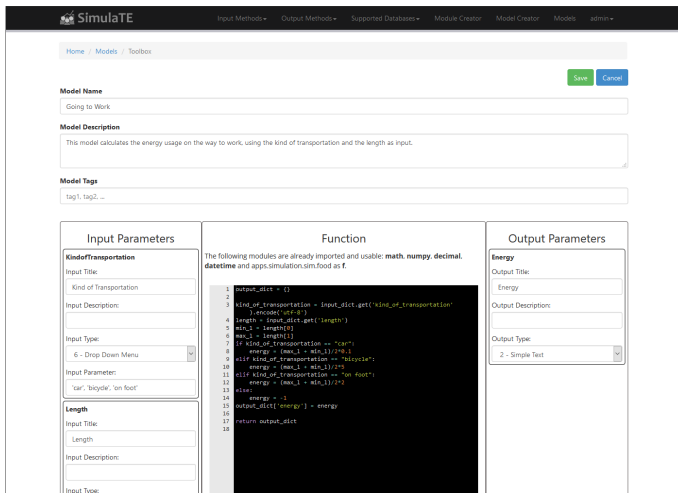 SimulaTE
Input Methods Output Methods Supported Databases Module Creator Model Creator Models admin
Home / Models / Toolbox
Save Cancel
Model Name
Going to Work
Model Description
This model calculates the energy usage on the way to work, using the kind of transportation and the length as input.
Model Tags
tag1, tag2, ...
Input Parameters
KindofTransportation
Input Title:
Kind of Transportation
Input Description:
Input Type:
6 - Drop Down Menu
Input Parameter:
'car', 'bicycle', 'on foot'
Length
Input Title:
Length
Input Description:
Input Type:
Function
The following modules are already imported and usable: math, numpy, decimal,
datetime and apps.simulation.sim.food as f.
1 output_dict = {}
2
3 kind_of_transportation = input_dict.get('kind_of_transportation'
).encode('utf-8')
4 length = input_dict.get('length')
5 min_l = length[0]
6 max_l = length[1]
7 if kind_of_transportation == "car":
8 energy = (max_l + min_l)/2*0.1
9 elif kind_of_transportation == "bicycle":
10 energy = (max_l + min_l)/2*5
11 elif kind_of_transportation == "on foot":
12 energy = (max_l + min_l)/2*2
13 else:
14 energy = -1
15 output_dict['energy'] = energy
16
17 return output_dict
18
Output Parameters
Energy
Output Title:
Energy
Output Description:
Output Type:
2 - Simple Text